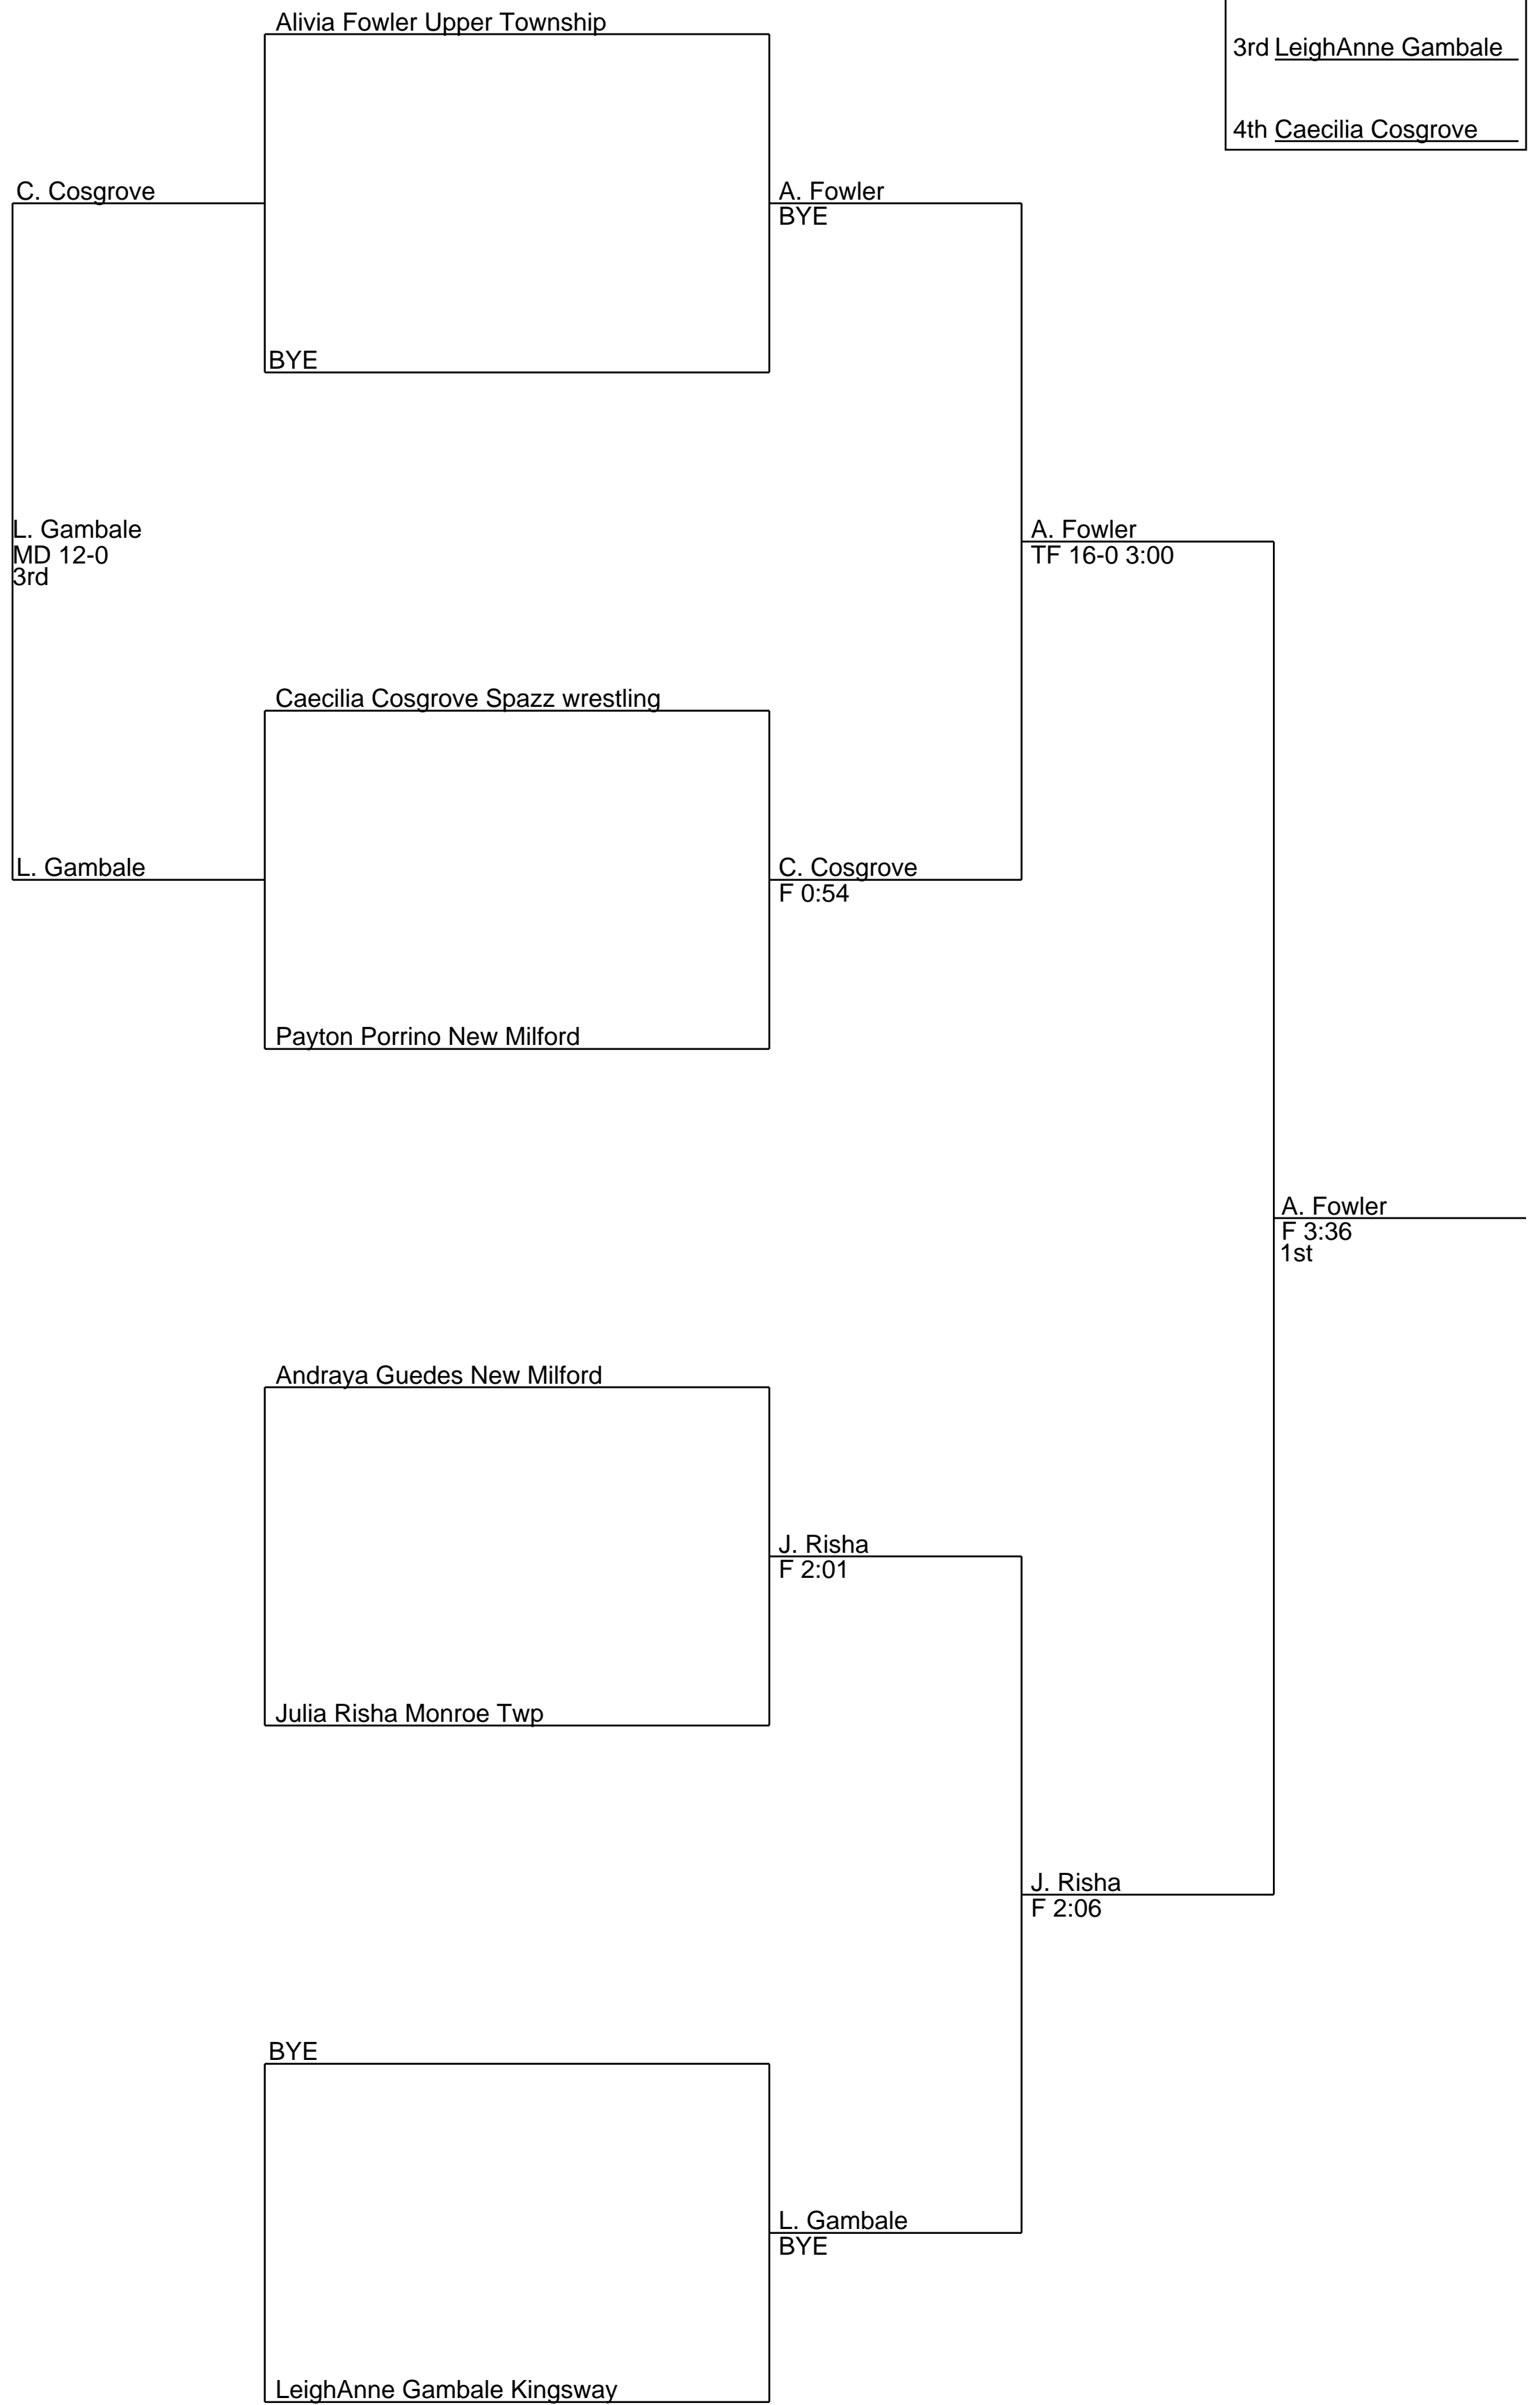 Alivia Fowler Upper Township
3rd LeighAnne Gambale
4th Caecilia Cosgrove
C. Cosgrove
A. Fowler
BYE
BYE
L. Gambale
MD 12-0
3rd
A. Fowler
TF 16-0 3:00
Caecilia Cosgrove Spazz wrestling
L. Gambale
C. Cosgrove
F 0:54
Payton Porrino New Milford
A. Fowler
F 3:36
1st
Andraya Guedes New Milford
J. Risha
F 2:01
Julia Risha Monroe Twp
J. Risha
F 2:06
BYE
L. Gambale
BYE
LeighAnne Gambale Kingsway